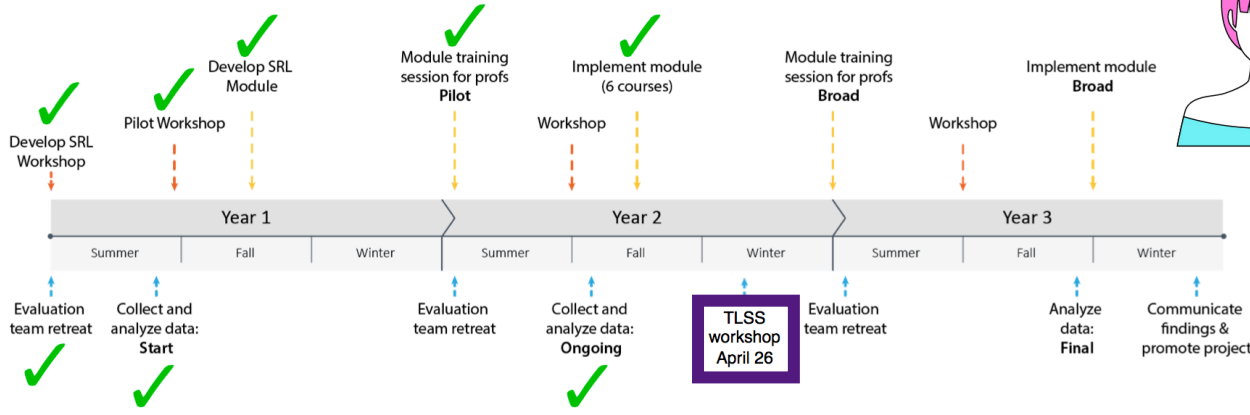 Develop SRL
Workshop
Pilot Workshop
Develop SRL
Module
Module training
session for profs
Pilot
Workshop
Implement module
(6 courses)
Module training
session for profs
Broad
Workshop
Implement module
Broad
Year 1
Year 2
Year 3
Summer
Fall
Winter
Summer
Fall
Winter
Summer
Fall
Winter
Evaluation
team retreat
Collect and
analyze data:
Start
Evaluation
team retreat
Collect and
analyze data:
Ongoing
TLSS
workshop
April 26
Evaluation
team retreat
Analyze
data:
Final
Communicate
findings &
promote project